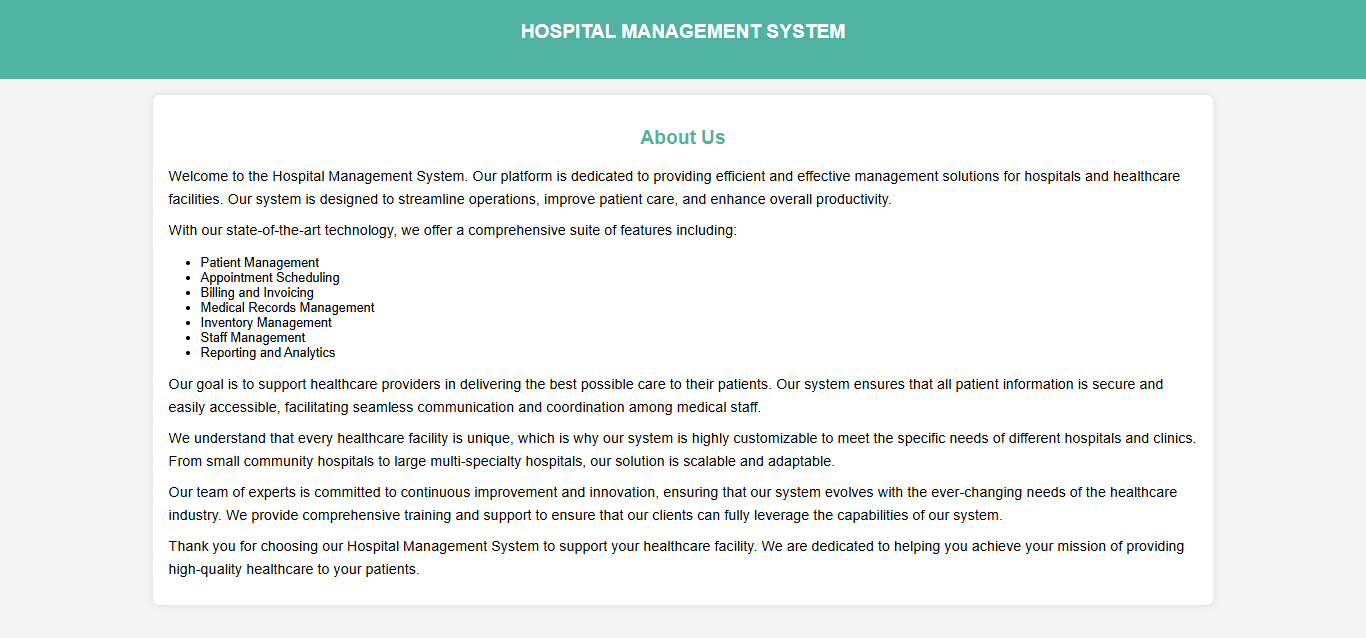 HOSPITAL MANAGEMENT SYSTEM
About Us
Welcome to the Hospital Management System. Our platform is dedicated to providing efficient and effective management solutions for hospitals and healthcare
facilities. Our system is designed to streamline operations, improve patient care, and enhance overall productivity.
With our state-of-the-art technology, we offer a comprehensive suite of features including:
• Patient Management
• Appointment Scheduling
• Billing and Invoicing
• Medical Records Management
• Inventory Management
• Staff Management
• Reporting and Analytics
Our goal is to support healthcare providers in delivering the best possible care to their patients. Our system ensures that all patient information is secure and
easily accessible, facilitating seamless communication and coordination among medical staff.
We understand that every healthcare facility is unique, which is why our system is highly customizable to meet the specific needs of different hospitals and clinics.
From small community hospitals to large multi-specialty hospitals, our solution is scalable and adaptable.
Our team of experts is committed to continuous improvement and innovation, ensuring that our system evolves with the ever-changing needs of the healthcare
industry. We provide comprehensive training and support to ensure that our clients can fully leverage the capabilities of our system.
Thank you for choosing our Hospital Management System to support your healthcare facility. We are dedicated to helping you achieve your mission of providing
high-quality healthcare to your patients.